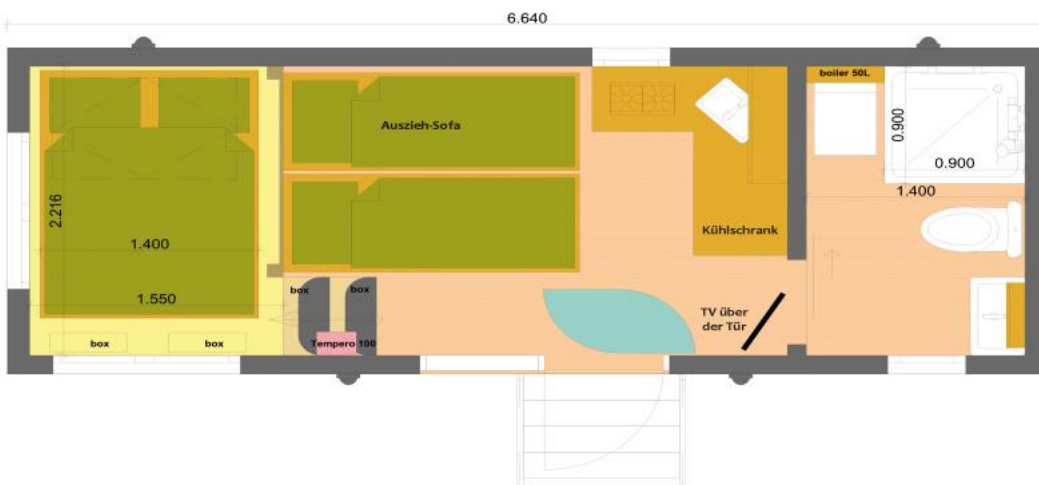 6.640
boiler 50L
Auszieh-Sofa
0.900
0.900
1.400
2.216
1.400
Kühlschrank
1.550
box
box
TV über
der Tür
box
box
Tempero 100